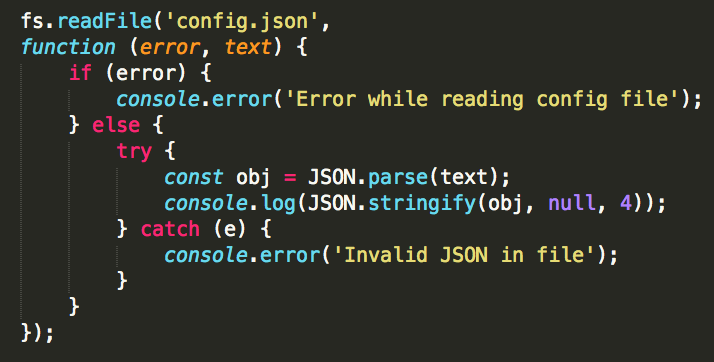 fs.readFile('config.json',
function (error, text) {
    if (error) {
        console.error('Error while reading config file');
    } else {
        try {
            const obj = JSON.parse(text);
            console.log(JSON.stringify(obj, null, 4));
        } catch (e) {
            console.error('Invalid JSON in file');
        }
    }
});